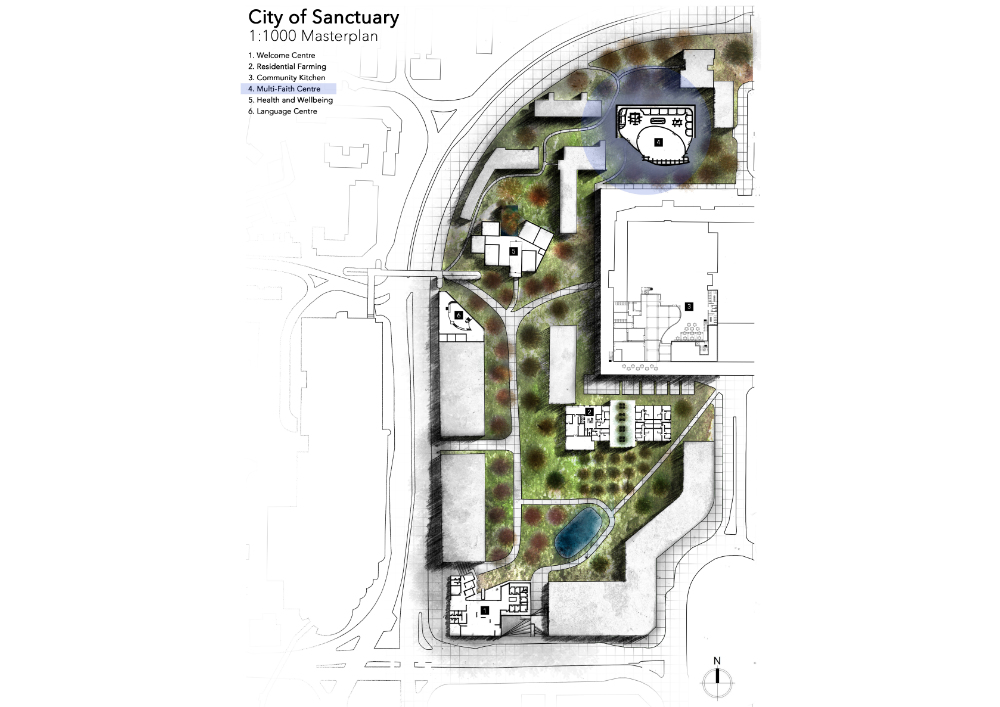 City of Sanctuary
1:1000 Masterplan
1. Welcome Centre
2. Residential Farming
3. Community Kitchen
4. Multi-Faith Centre
5. Health and Wellbeing
6. Language Centre
4
5
3
6
2
1
N